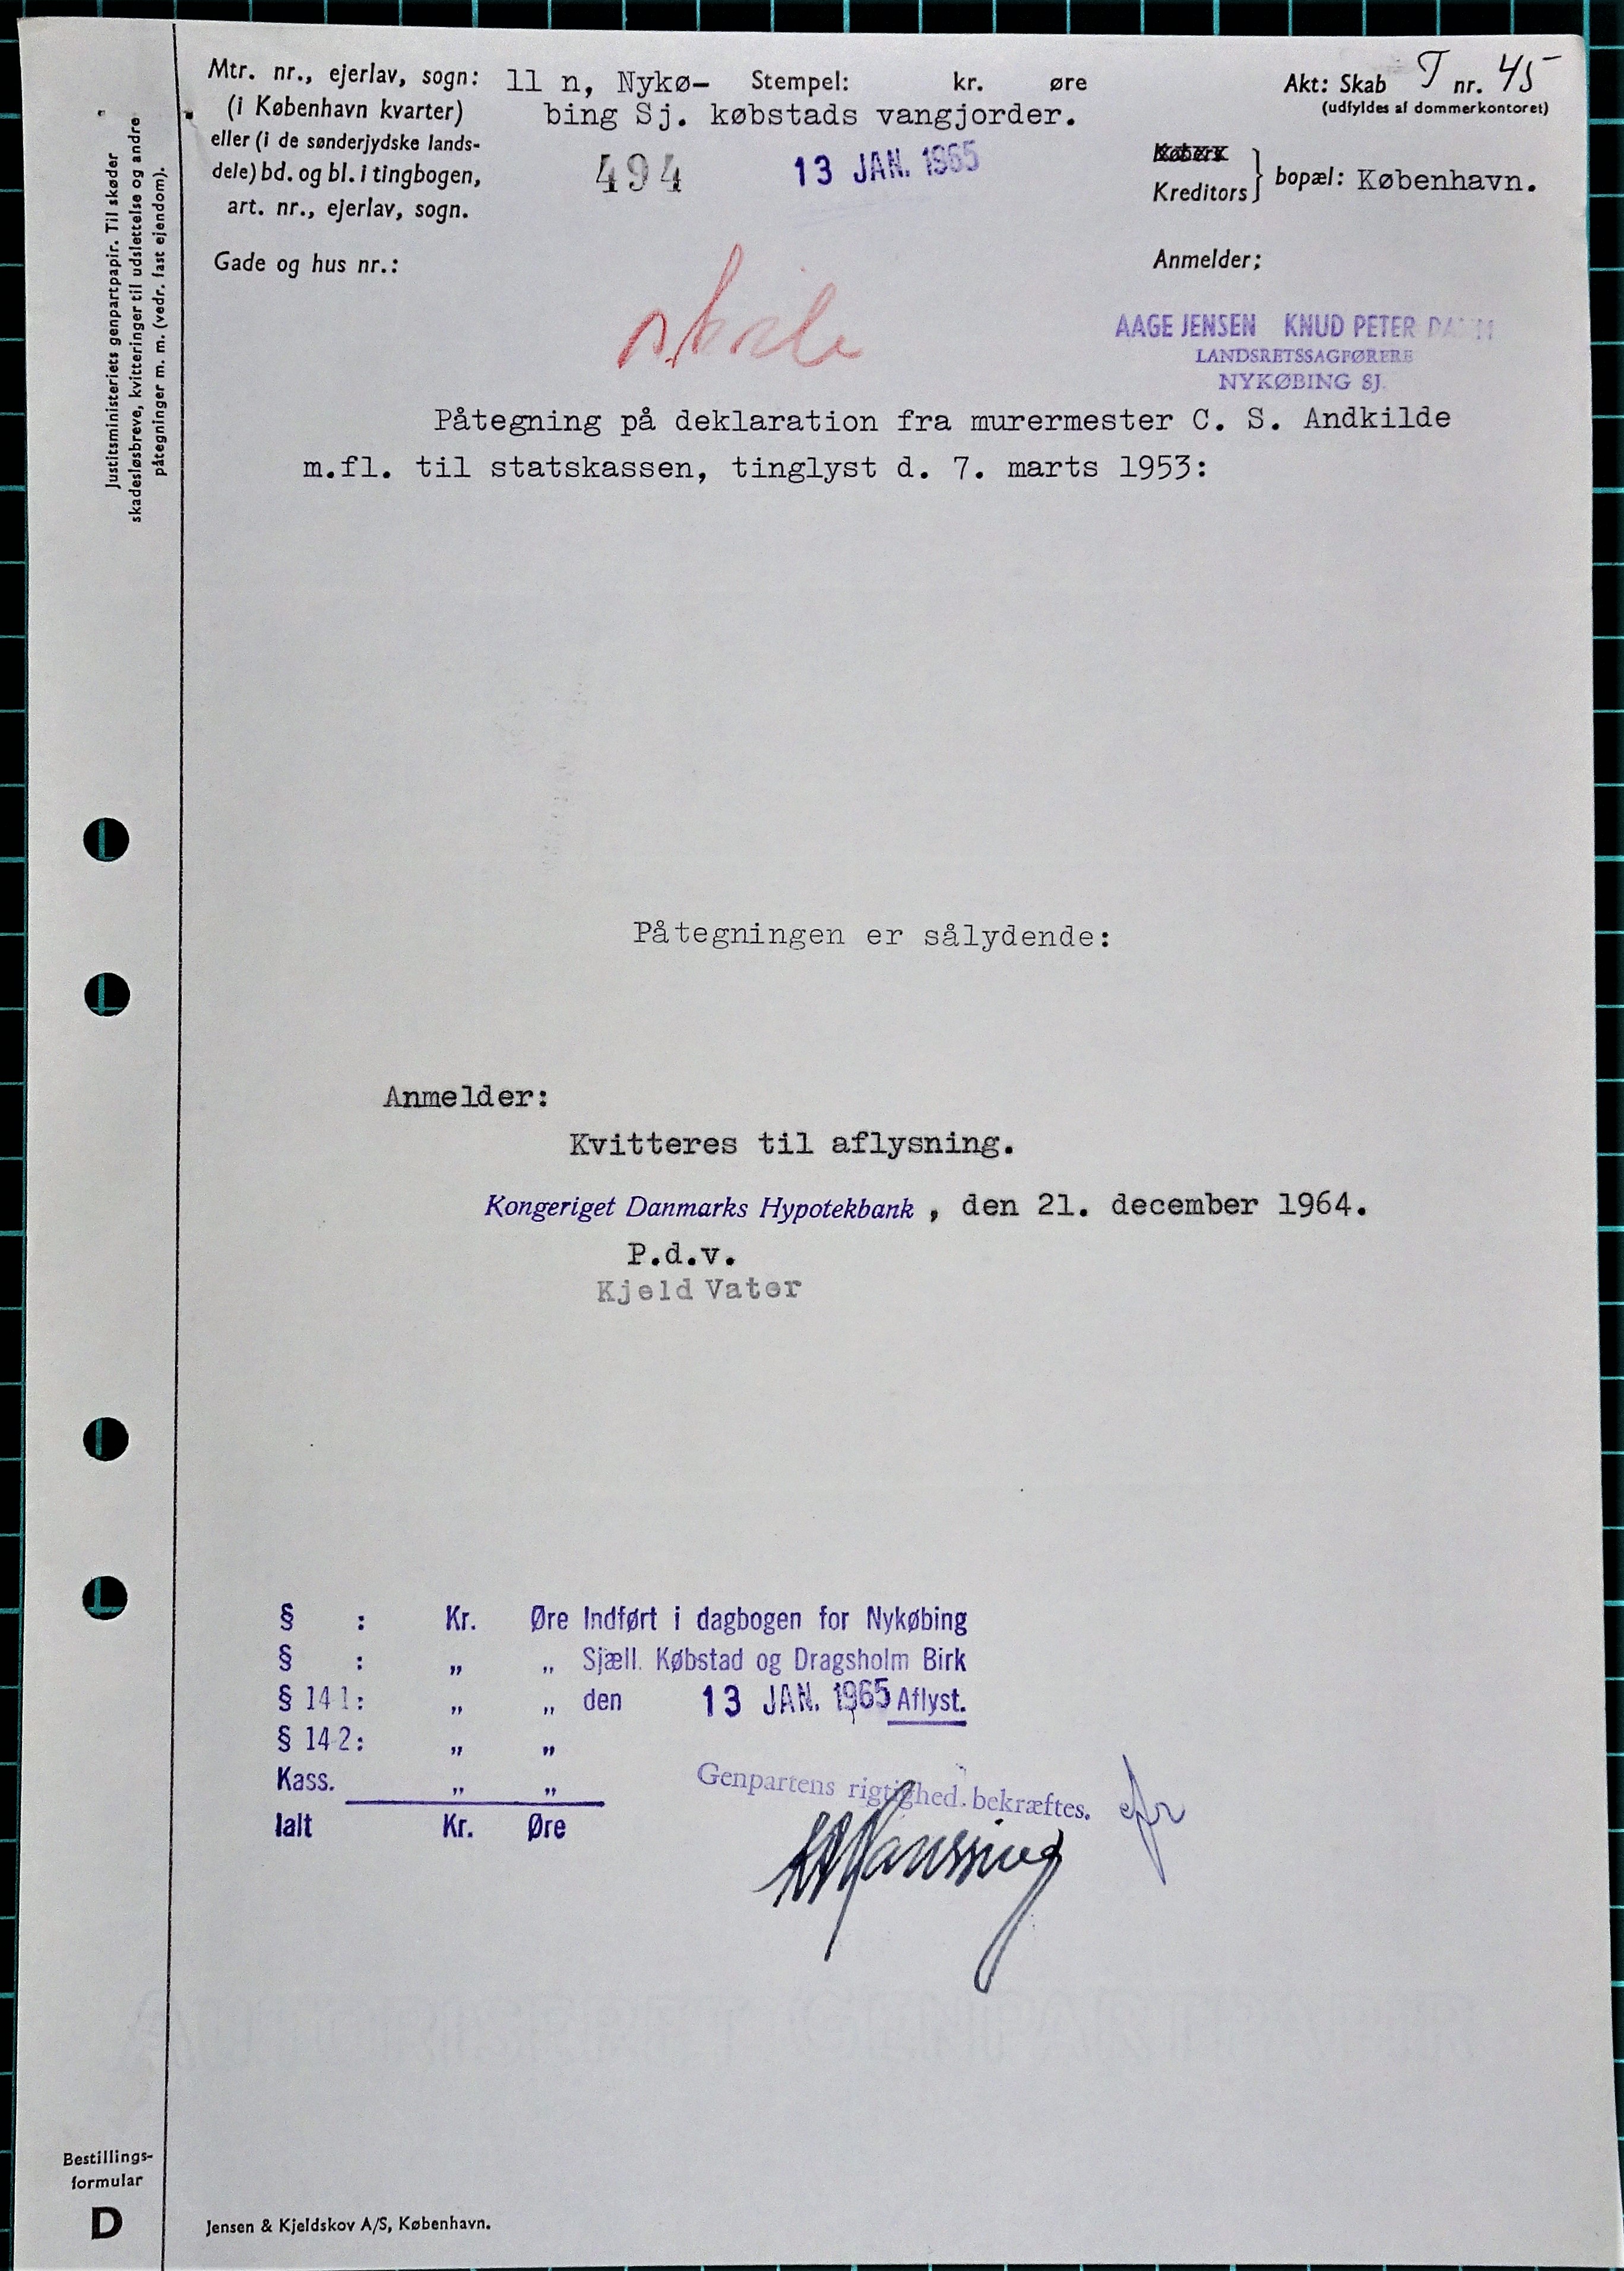 Mtr. nr., ejerlav, sogn: 11 n, Nykø- Stempel: kr. øre Akt: Skab T nr. 45
(i København kvarter) bing Sj. købstads vangjorder. (udfyldes af dommerkontoret)
eller (i de sønderjydske lands-
dele) bd. og bl. i tingbogen, 494 13 JAN. 1965
art. nr., ejerlav, sogn.
Købers
Kreditors } bopæl: København.
Gade og hus nr.: Anmelder:
AAGE JENSEN KNUD PETER
LANDSRETSSAGFØRERE
NYKØBING SJ.
Påtegning på deklaration fra murermester C. S. Andkilde
m.fl. til statskassen, tinglyst d. 7. marts 1953:
Justitsministeriets genpartpapir. Til skøder
skadesløsbreve, kvitteringer til udslettelse og andre
påtegninger m. m. (vedr. fast ejendom).
Påtegningen er sålydende:
Anmelder:
Kvitteres til aflysning.
Kongeriget Danmarks Hypotekbank, den 21. december 1964.
P.d.v.
Kjeld Vater
§ : Kr. Øre Indført i dagbogen for Nykøbing
§ : „ „ Sjæll. Købstad og Dragsholm Birk
§ 14 1: „ „ den 13 JAN. 1965 Aflyst.
§ 14 2: „ „
Kass. „ „
Genpartens rigtighed bekræftes.
Ialt Kr. Øre
Bestillings-
formular
D
Jensen & Kjeldskov A/S, København.